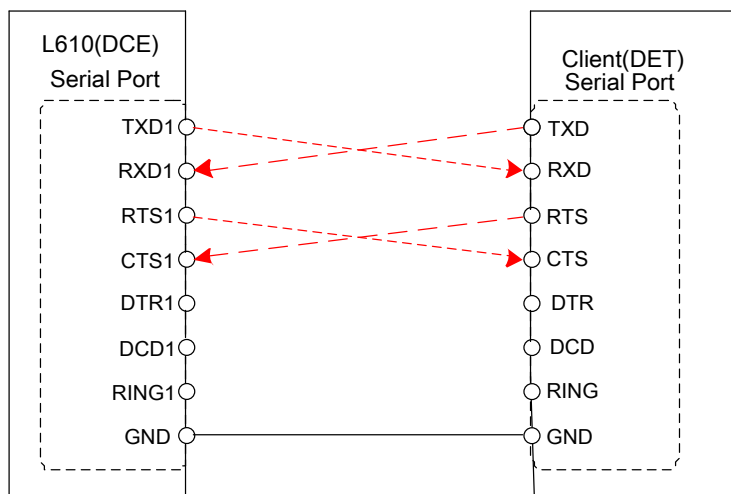 L610(DCE)
Serial Port
TXD1
RXD1
RTS1
CTS1
DTR1
DCD1
RING1
GND
Client(DET)
Serial Port
TXD
RXD
RTS
CTS
DTR
DCD
RING
GND